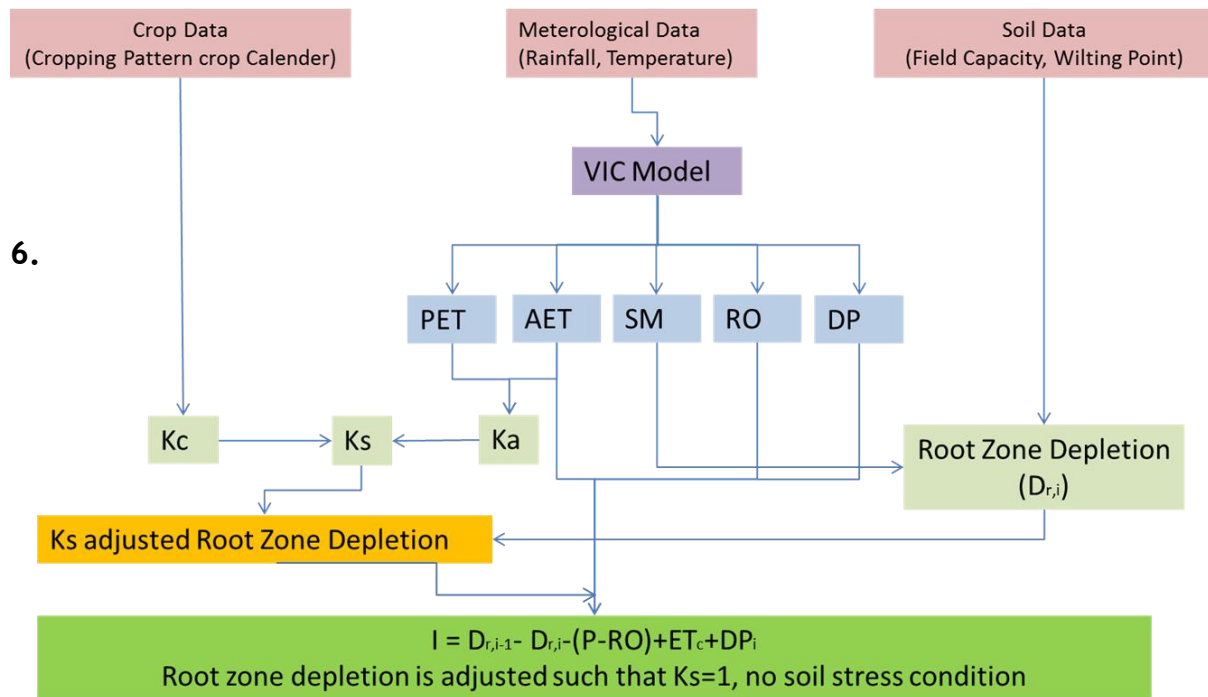 Crop Data
(Cropping Pattern crop Calender)
Meterological Data
(Rainfall, Temperature)
Soil Data
(Field Capacity, Wilting Point)
VIC Model
6.
PET
AET
SM
RO
DP
Kc
Ks
Ka
Root Zone Depletion
(Dr,i)
Ks adjusted Root Zone Depletion
I = Dr,i-1- Dr,i-(P-RO)+ETc+DPi
Root zone depletion is adjusted such that Ks=1, no soil stress condition